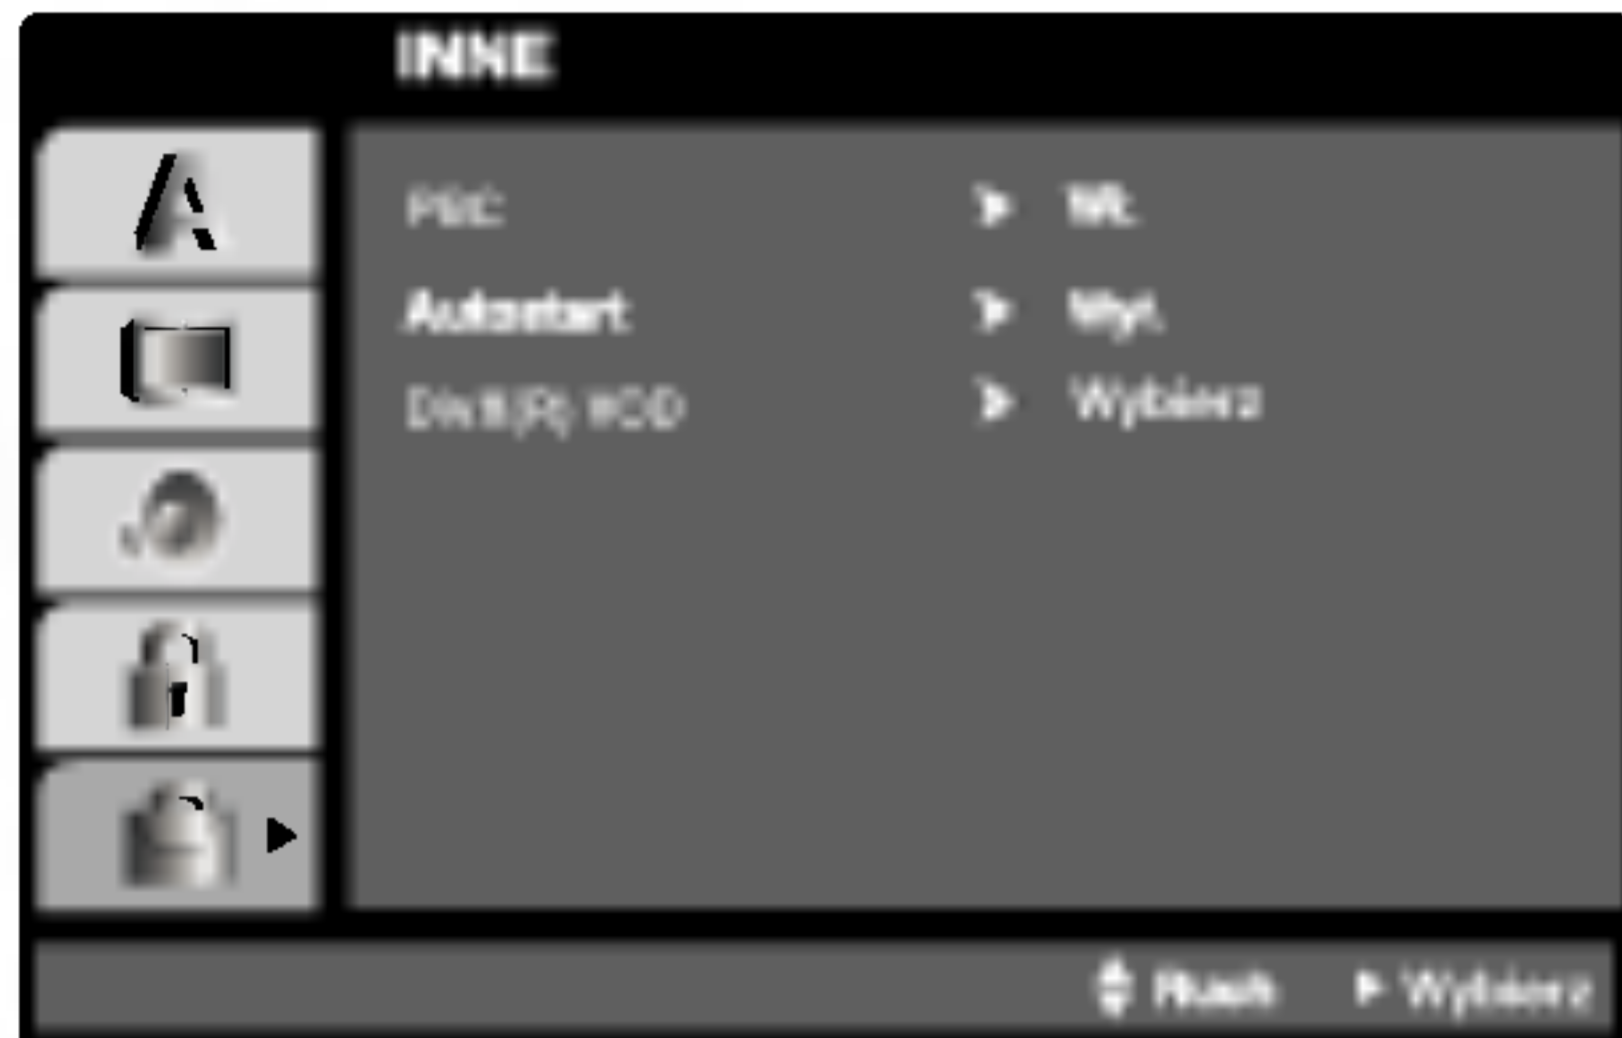 INNE
PBC Wł.
Autostart Wył.
DivX(R) VOD Wybierz
Ruch Wybierz